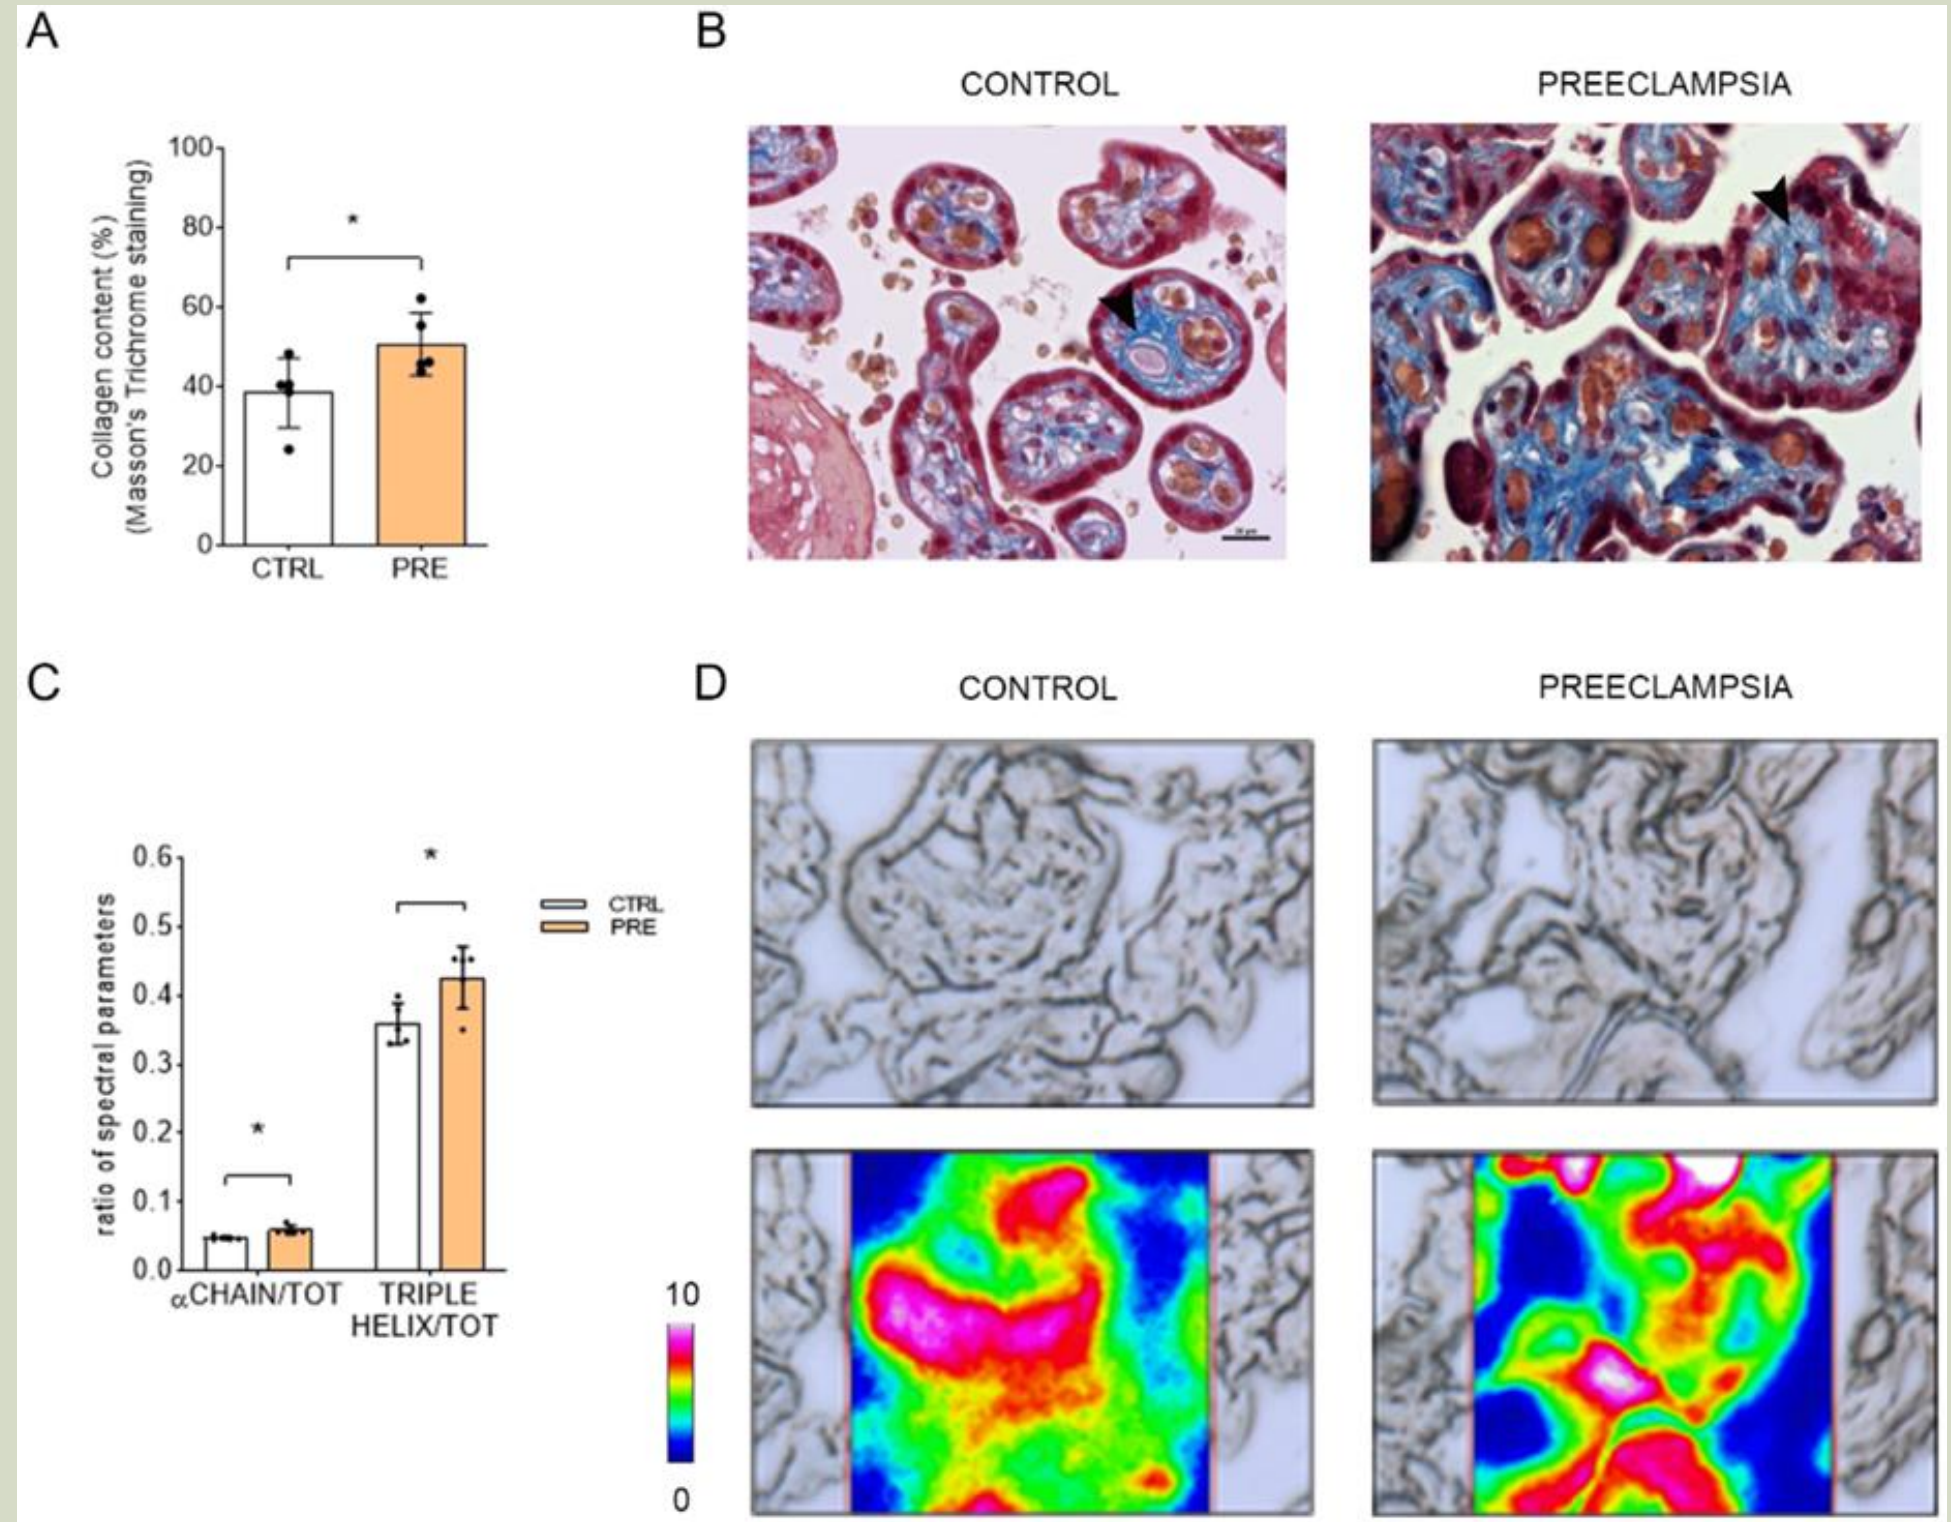 A
Collagen content (%)
(Masson's Trichrome staining)
100
80
60
40
20
0
*
CTRL
PRE
B
CONTROL
PREECLAMPSIA
C
ratio of spectral parameters
0.6
0.5
0.4
0.3
0.2
0.1
0.0
*
*
αCHAIN/TOT
TRIPLE
HELIX/TOT
CTRL
PRE
D
CONTROL
PREECLAMPSIA
10
0